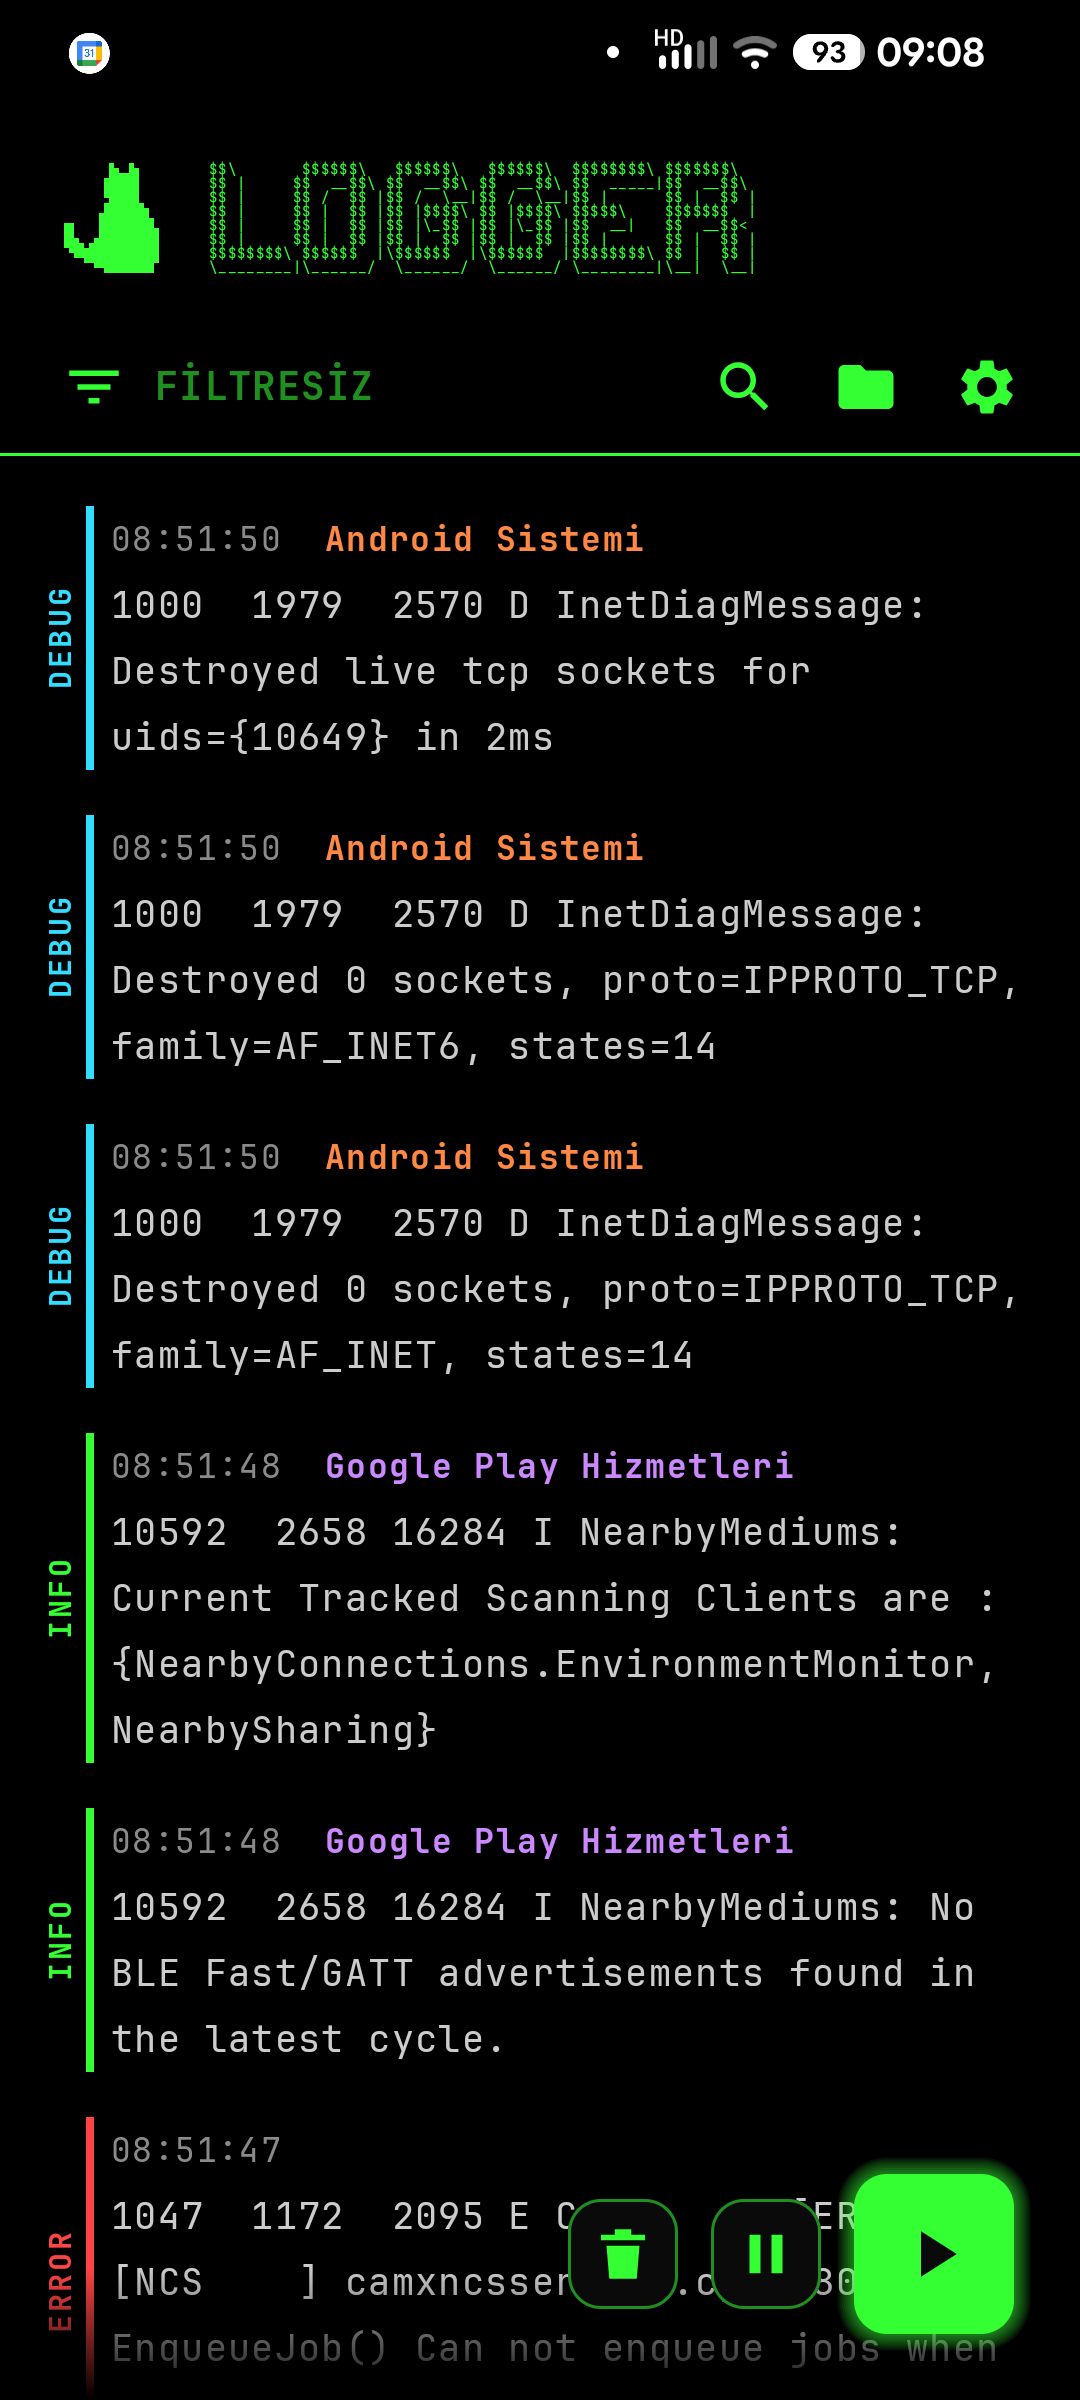 31
HD
93
09:08
LOGGER
FİLTRESİZ
DEBUG
08:51:50 Android Sistemi
1000 1979 2570 D InetDiagMessage:
Destroyed live tcp sockets for
uids={10649} in 2ms
DEBUG
08:51:50 Android Sistemi
1000 1979 2570 D InetDiagMessage:
Destroyed 0 sockets, proto=IPPROTO_TCP,
family=AF_INET6, states=14
DEBUG
08:51:50 Android Sistemi
1000 1979 2570 D InetDiagMessage:
Destroyed 0 sockets, proto=IPPROTO_TCP,
family=AF_INET, states=14
INFO
08:51:48 Google Play Hizmetleri
10592 2658 16284 I NearbyMediums:
Current Tracked Scanning Clients are :
{NearbyConnections.EnvironmentMonitor,
NearbySharing}
INFO
08:51:48 Google Play Hizmetleri
10592 2658 16284 I NearbyMediums: No
BLE Fast/GATT advertisements found in
the latest cycle.
ERROR
08:51:47
1047 1172 2095 E
[NCS ]
EnqueueJob() Can not enqueue jobs when